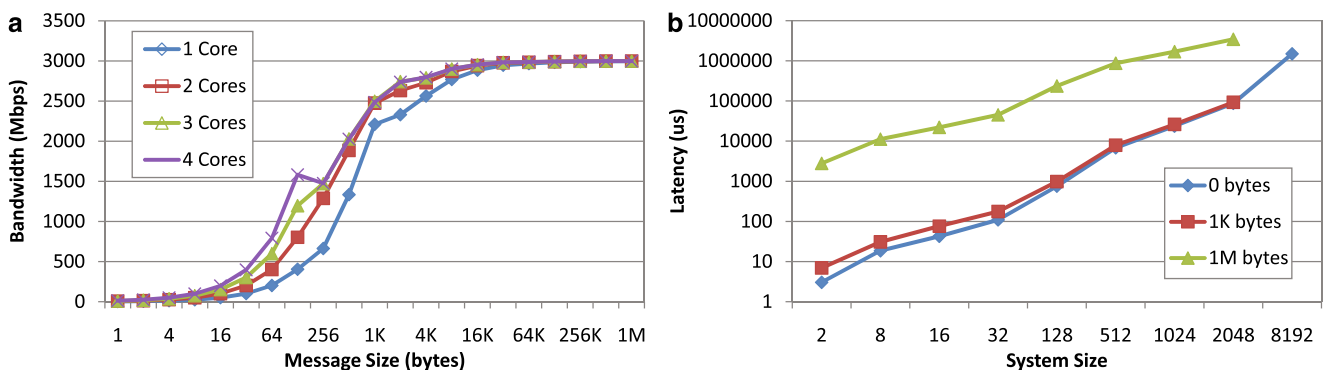 a
3500
3000
2500
2000
1500
1000
500
0
Bandwidth (Mbps)
1 Core
2 Cores
3 Cores
4 Cores
1 4 16 64 256 1K 4K 16K 64K 256K 1M
Message Size (bytes)
b
10000000
1000000
100000
10000
1000
100
10
1
Latency (us)
0 bytes
1K bytes
1M bytes
2 8 16 32 128 512 1024 2048 8192
System Size